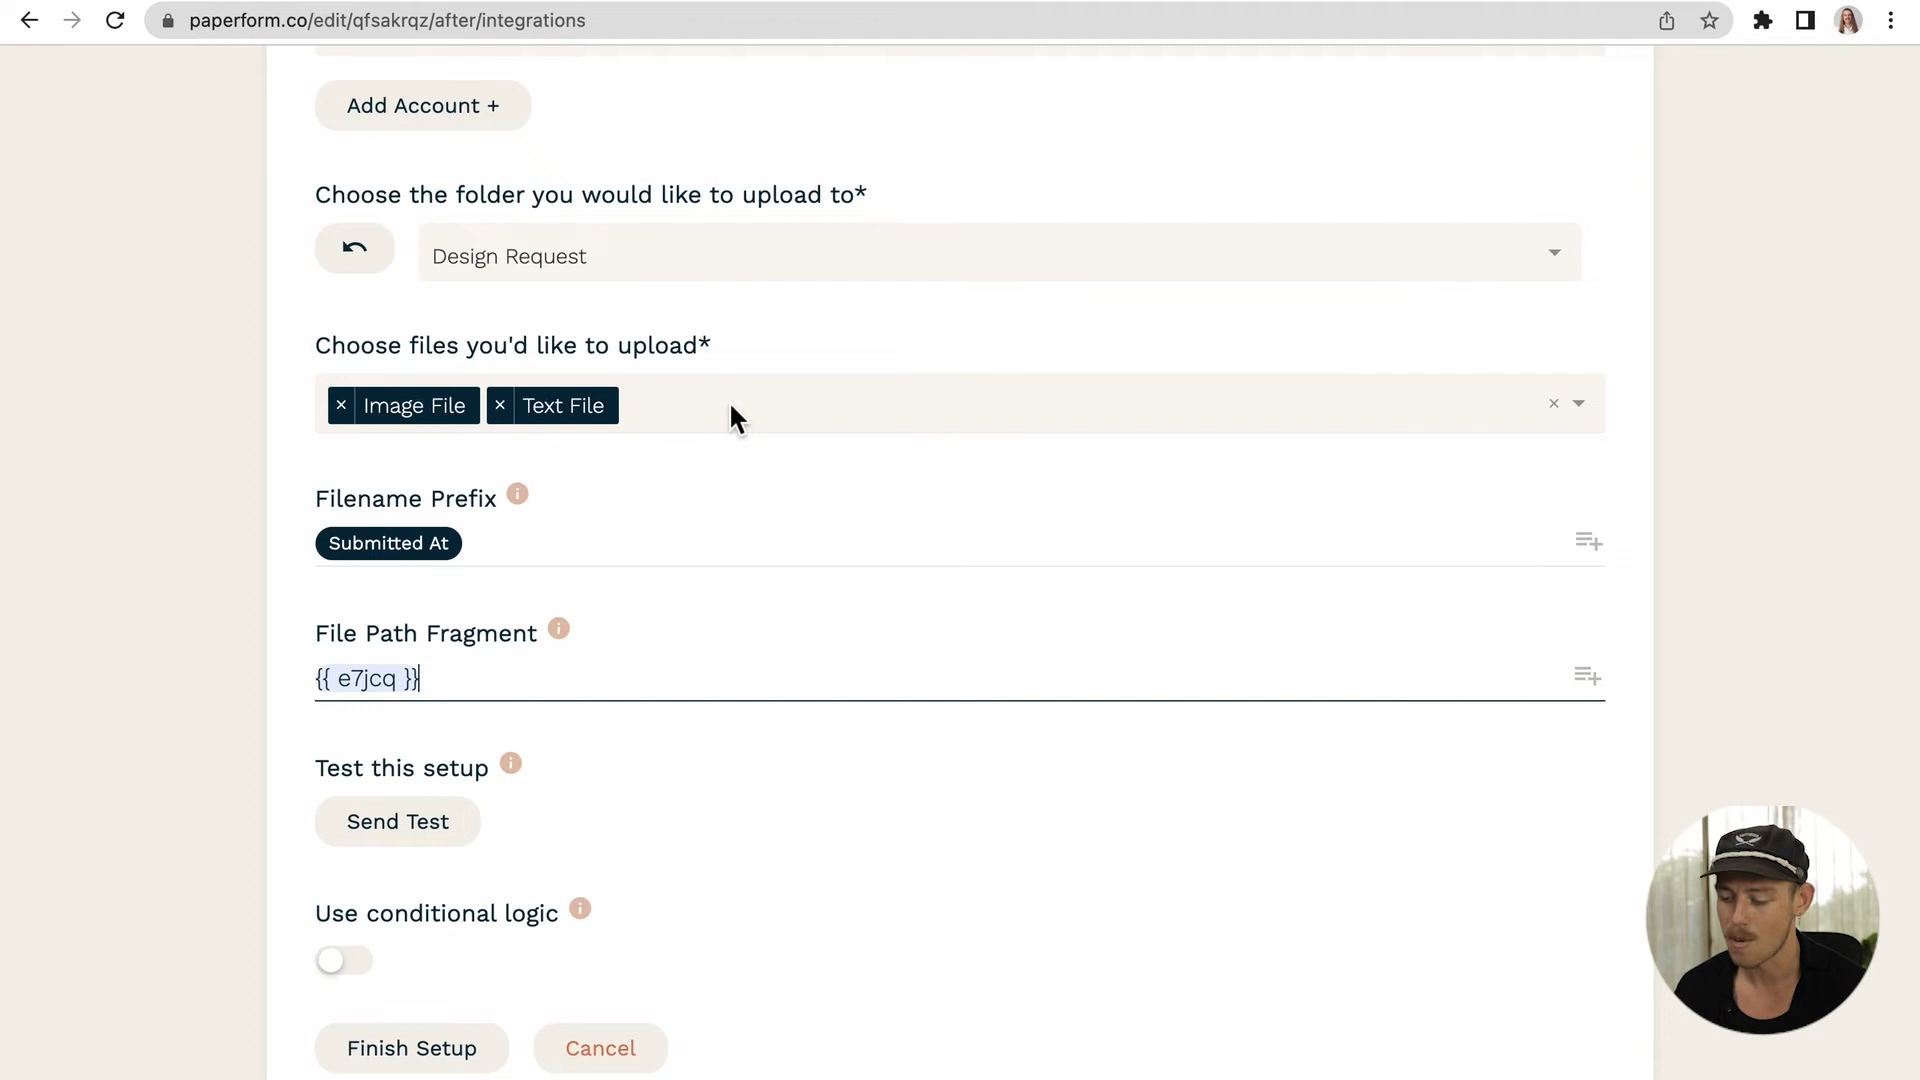 paperform.co/edit/qfsakrqz/after/integrations
Add Account +
Choose the folder you would like to upload to*
Design Request
Choose files you'd like to upload*
× Image File × Text File
Filename Prefix
Submitted At
File Path Fragment
{{ e7jcq }}
Test this setup
Send Test
Use conditional logic
Finish Setup Cancel